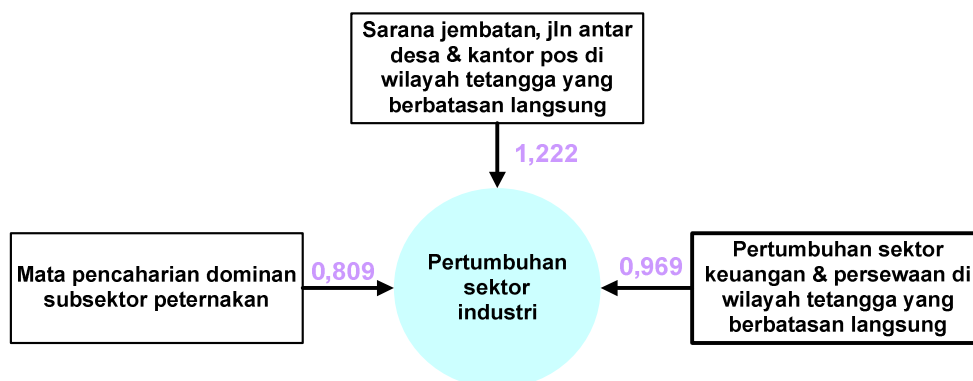 Sarana jembatan, jln antar
desa & kantor pos di
wilayah tetangga yang
berbatasan langsung
1,222
Mata pencaharian dominan
subsektor peternakan
0,809
Pertumbuhan
sektor
industri
0,969
Pertumbuhan sektor
keuangan & persewaan di
wilayah tetangga yang
berbatasan langsung